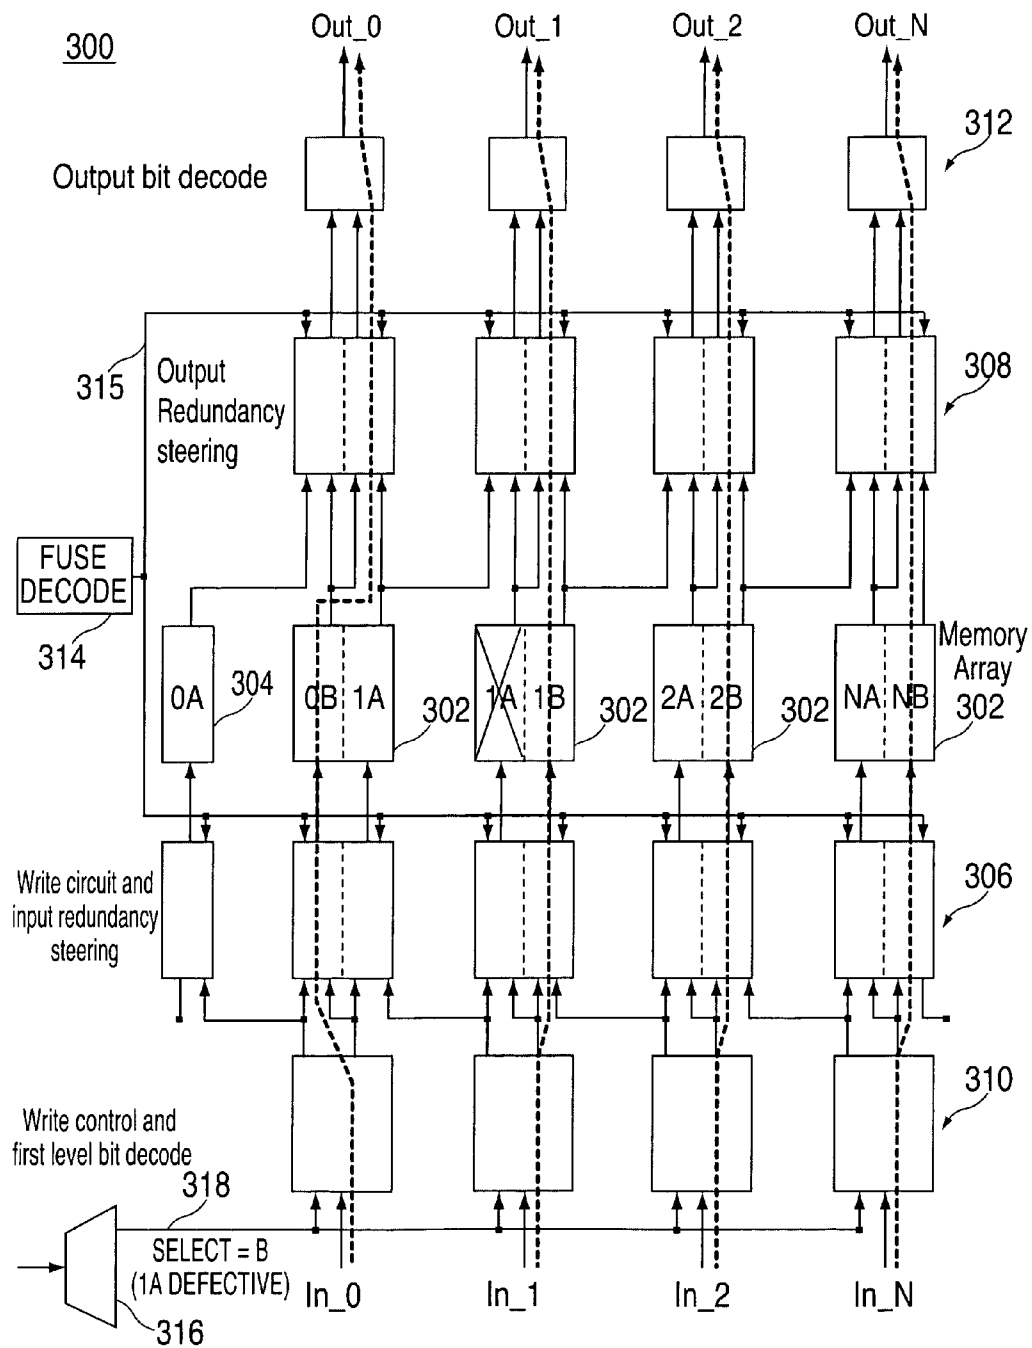 300
Out_0
Out_1
Out_2
Out_N
312
Output bit decode
315
Output
Redundancy
steering
308
FUSE
DECODE
314
0A
304
0B
1A
302
1A
1B
302
2A
2B
302
NA
NB
Memory
Array
302
Write circuit and
input redundancy
steering
306
310
Write control and
first level bit decode
318
SELECT = B
(1A DEFECTIVE)
316
In_0
In_1
In_2
In_N